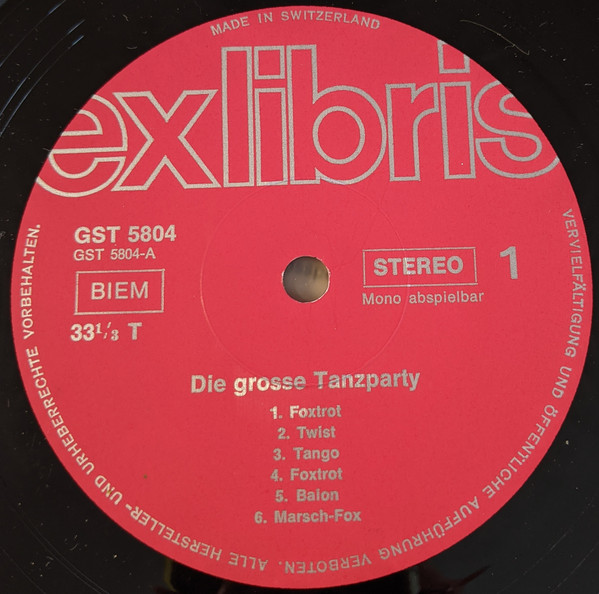 MADE IN SWITZERLAND
exlibris
GST 5804
GST 5804-A
BIEM
33 1/3 T
STEREO
1
Mono abspielbar
Die grosse Tanzparty
1. Foxtrot
2. Twist
3. Tango
4. Foxtrot
5. Baion
6. Marsch-Fox
ALLE HERSTELLER- UND URHEBERRECHTE VORBEHALTEN.
VERVIELFÄLTIGUNG UND ÖFFENTLICHE AUFFÜHRUNG VERBOTEN.